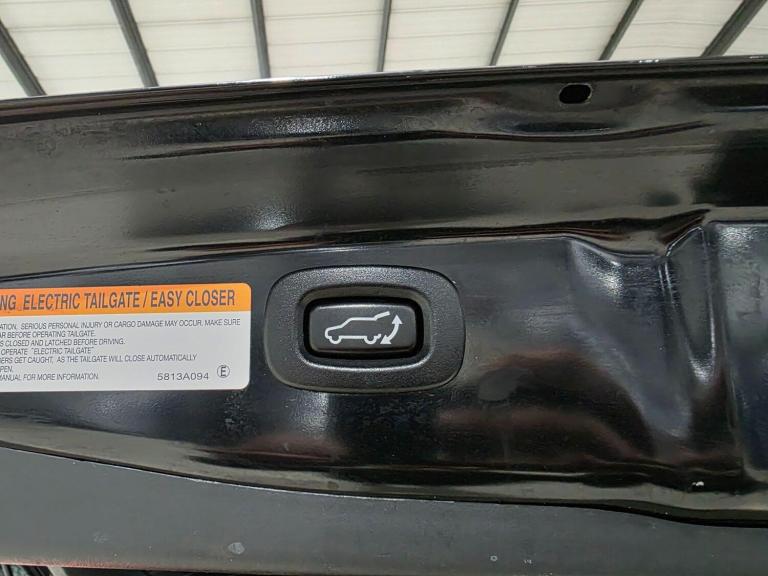 NG ELECTRIC TAILGATE / EASY CLOSER
ATION, SERIOUS PERSONAL INJURY OR CARGO DAMAGE MAY OCCUR. MAKE SURE
AR BEFORE OPERATING TAILGATE.
IS CLOSED AND LATCHED BEFORE DRIVING.
OPERATE "ELECTRIC TAILGATE"
ERS GET CAUGHT, AS THE TAILGATE WILL CLOSE AUTOMATICALLY
PEN.
MANUAL FOR MORE INFORMATION. 5813A094 E